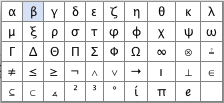 α β γ δ ε ζ η θ κ λ
μ ξ ρ σ τ φ ϕ χ ψ ω
Γ Δ Θ Π Σ Φ Ω ∞ ⊗ ≐
≠ ≤ ≥ ¬ ∧ ∨ → ı ⊥ ∈
⊆ ⊂ ² ³ ° í π e